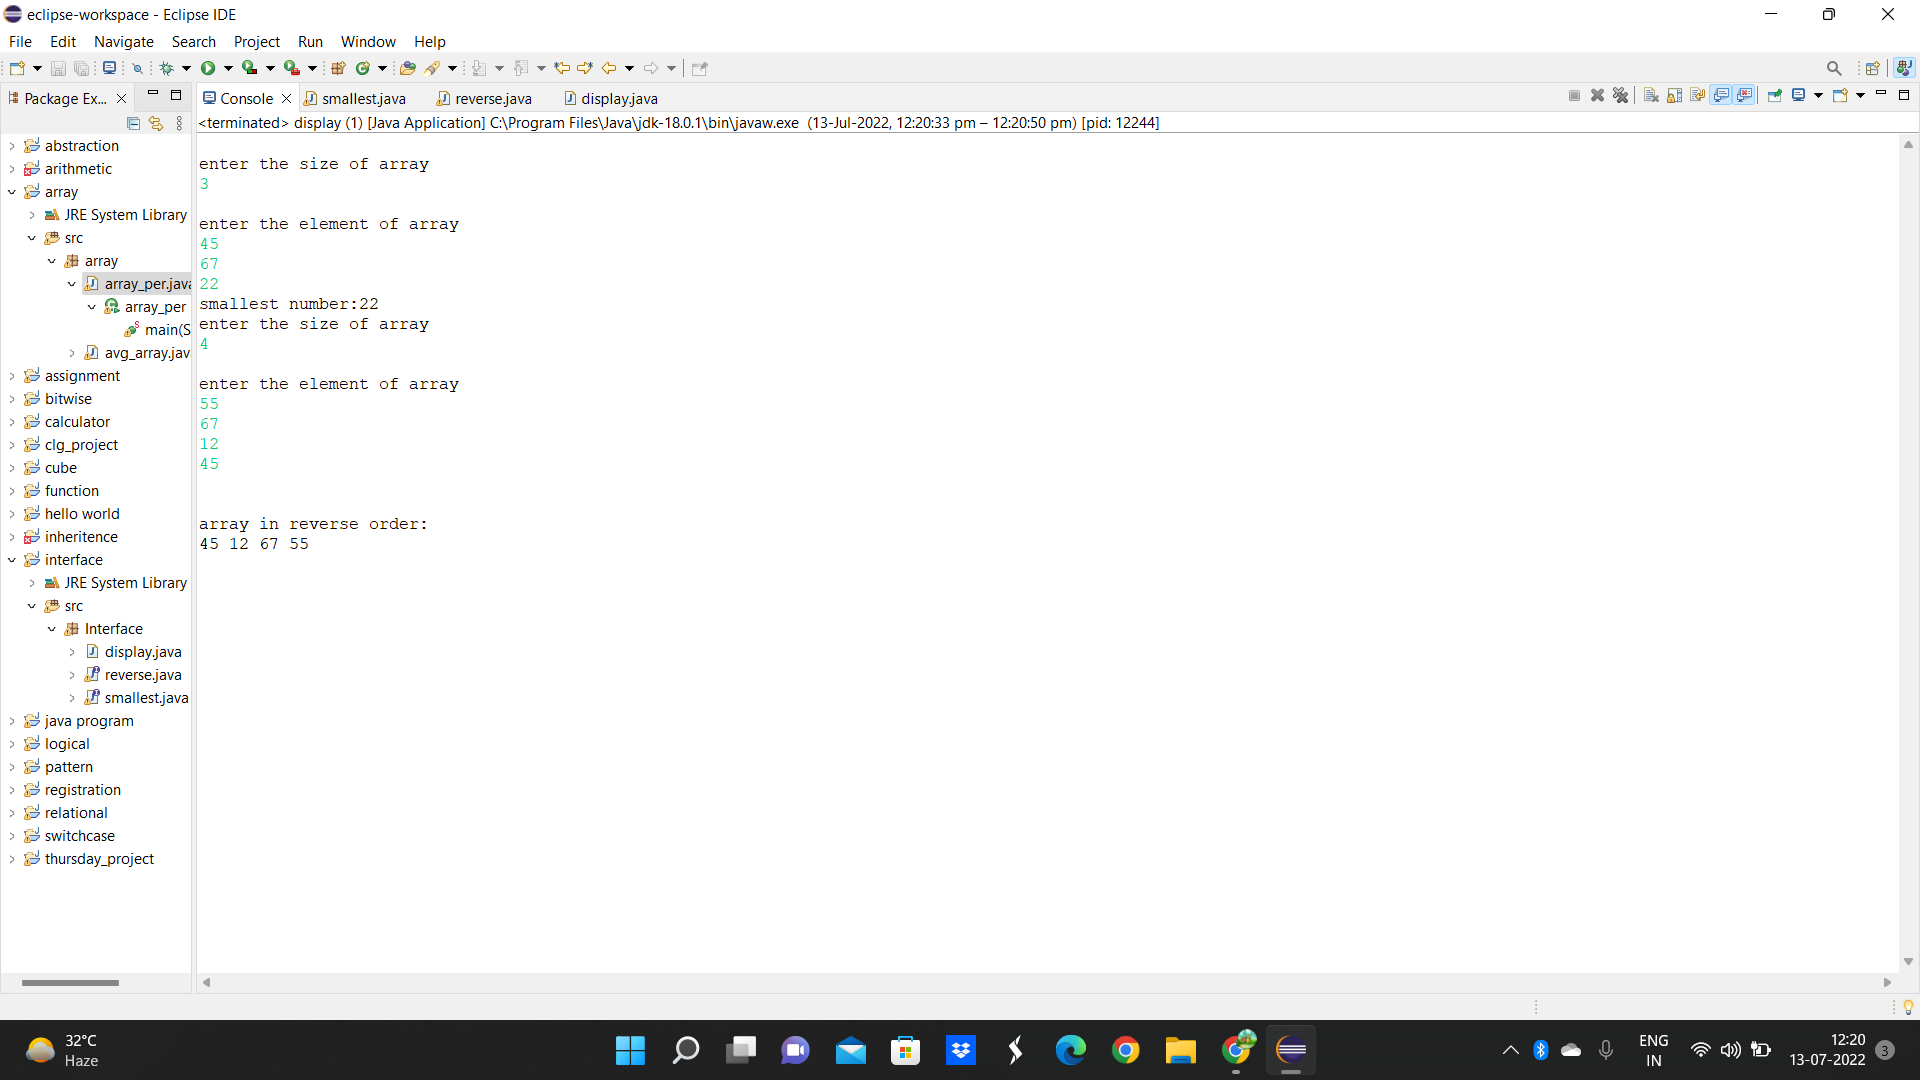 eclipse-workspace - Eclipse IDE
File Edit Navigate Search Project Run Window Help
Package Ex...
Console smallest.java reverse.java display.java
<terminated> display (1) [Java Application] C:\Program Files\Java\jdk-18.0.1\bin\javaw.exe (13-Jul-2022, 12:20:33 pm – 12:20:50 pm) [pid: 12244]
abstraction
arithmetic
array
JRE System Library
src
array
array_per.java
array_per
main(S
avg_array.jav
assignment
bitwise
calculator
clg_project
cube
function
hello world
inheritence
interface
JRE System Library
src
Interface
display.java
reverse.java
smallest.java
java program
logical
pattern
registration
relational
switchcase
thursday_project
enter the size of array
3
enter the element of array
45
67
22
smallest number:22
enter the size of array
4
enter the element of array
55
67
12
45
array in reverse order:
45 12 67 55
32°C
Haze
ENG
IN
12:20
13-07-2022
3